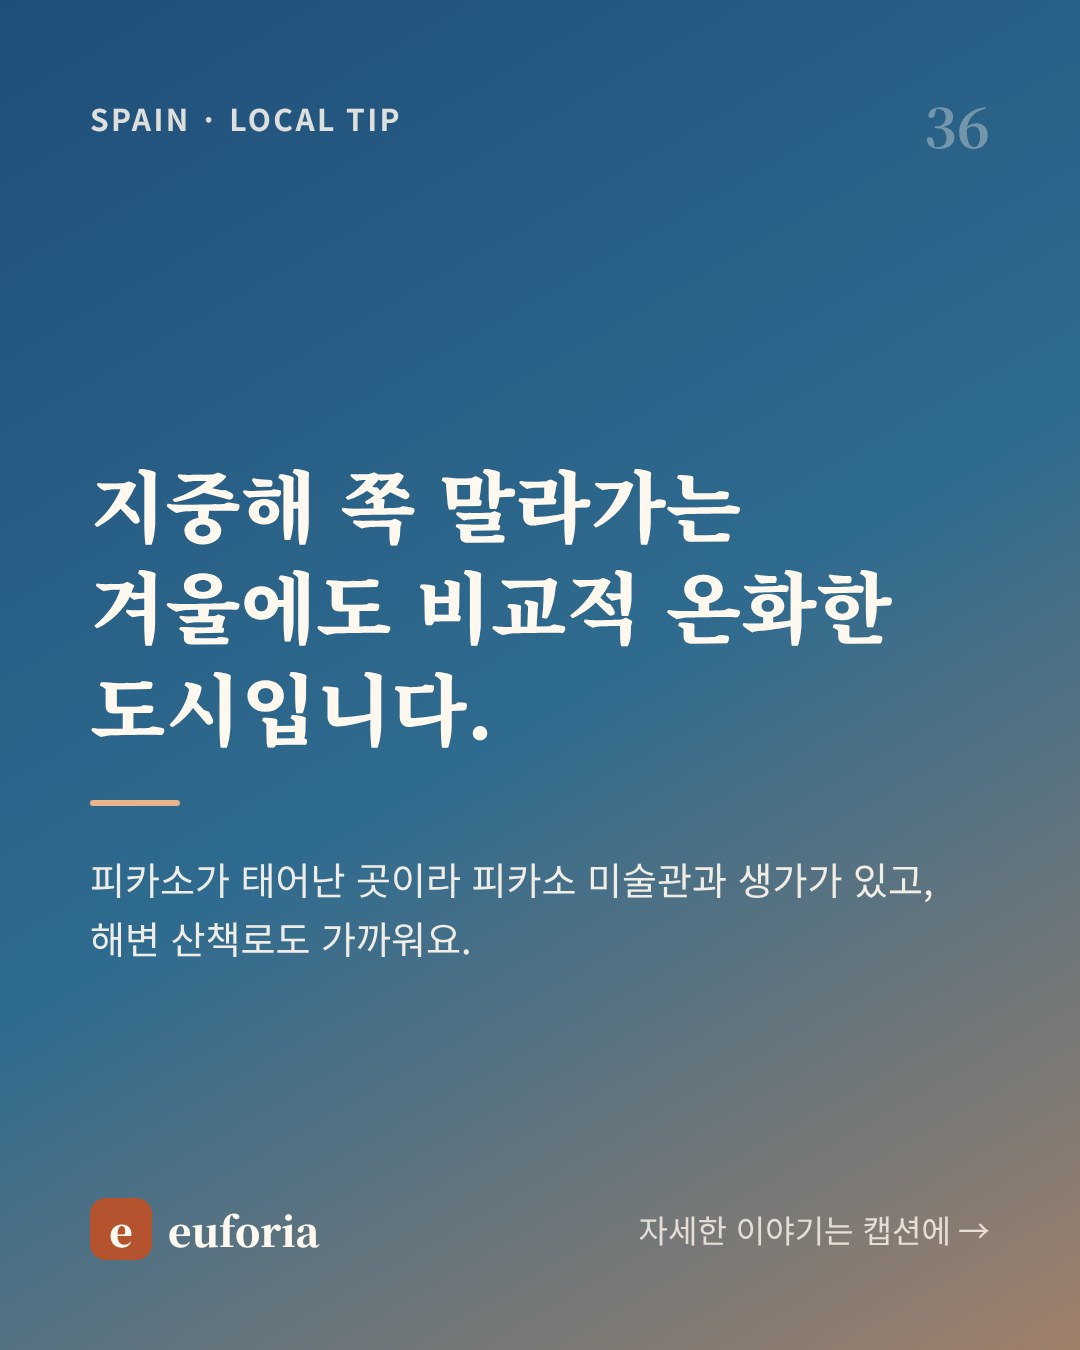 SPAIN · LOCAL TIP
36
지중해 쪽 말라가는
겨울에도 비교적 온화한
도시입니다.
피카소가 태어난 곳이라 피카소 미술관과 생가가 있고,
해변 산책로도 가까워요.
e euforia
자세한 이야기는 캡션에 →